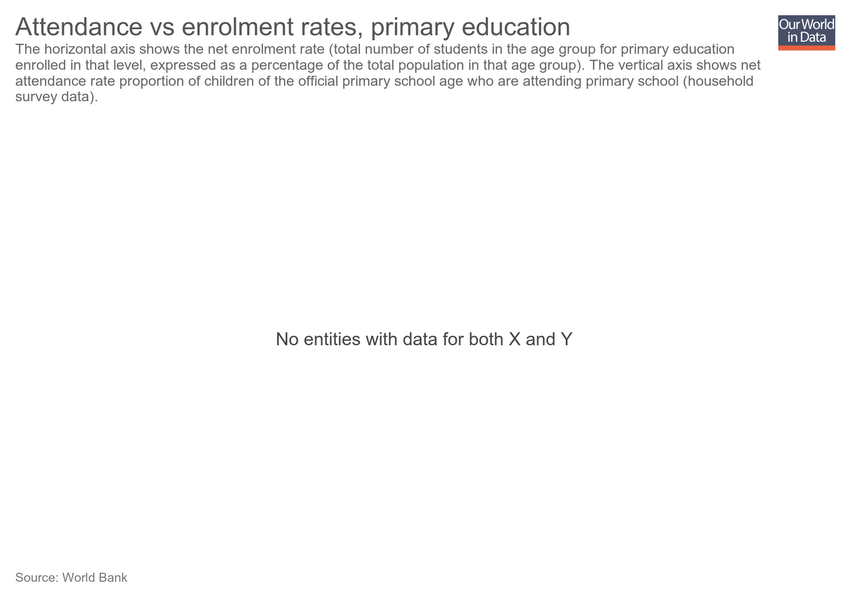 Attendance vs enrolment rates, primary education
Our World
in Data
The horizontal axis shows the net enrolment rate (total number of students in the age group for primary education
enrolled in that level, expressed as a percentage of the total population in that age group). The vertical axis shows net
attendance rate proportion of children of the official primary school age who are attending primary school (household
survey data).
No entities with data for both X and Y
Source: World Bank